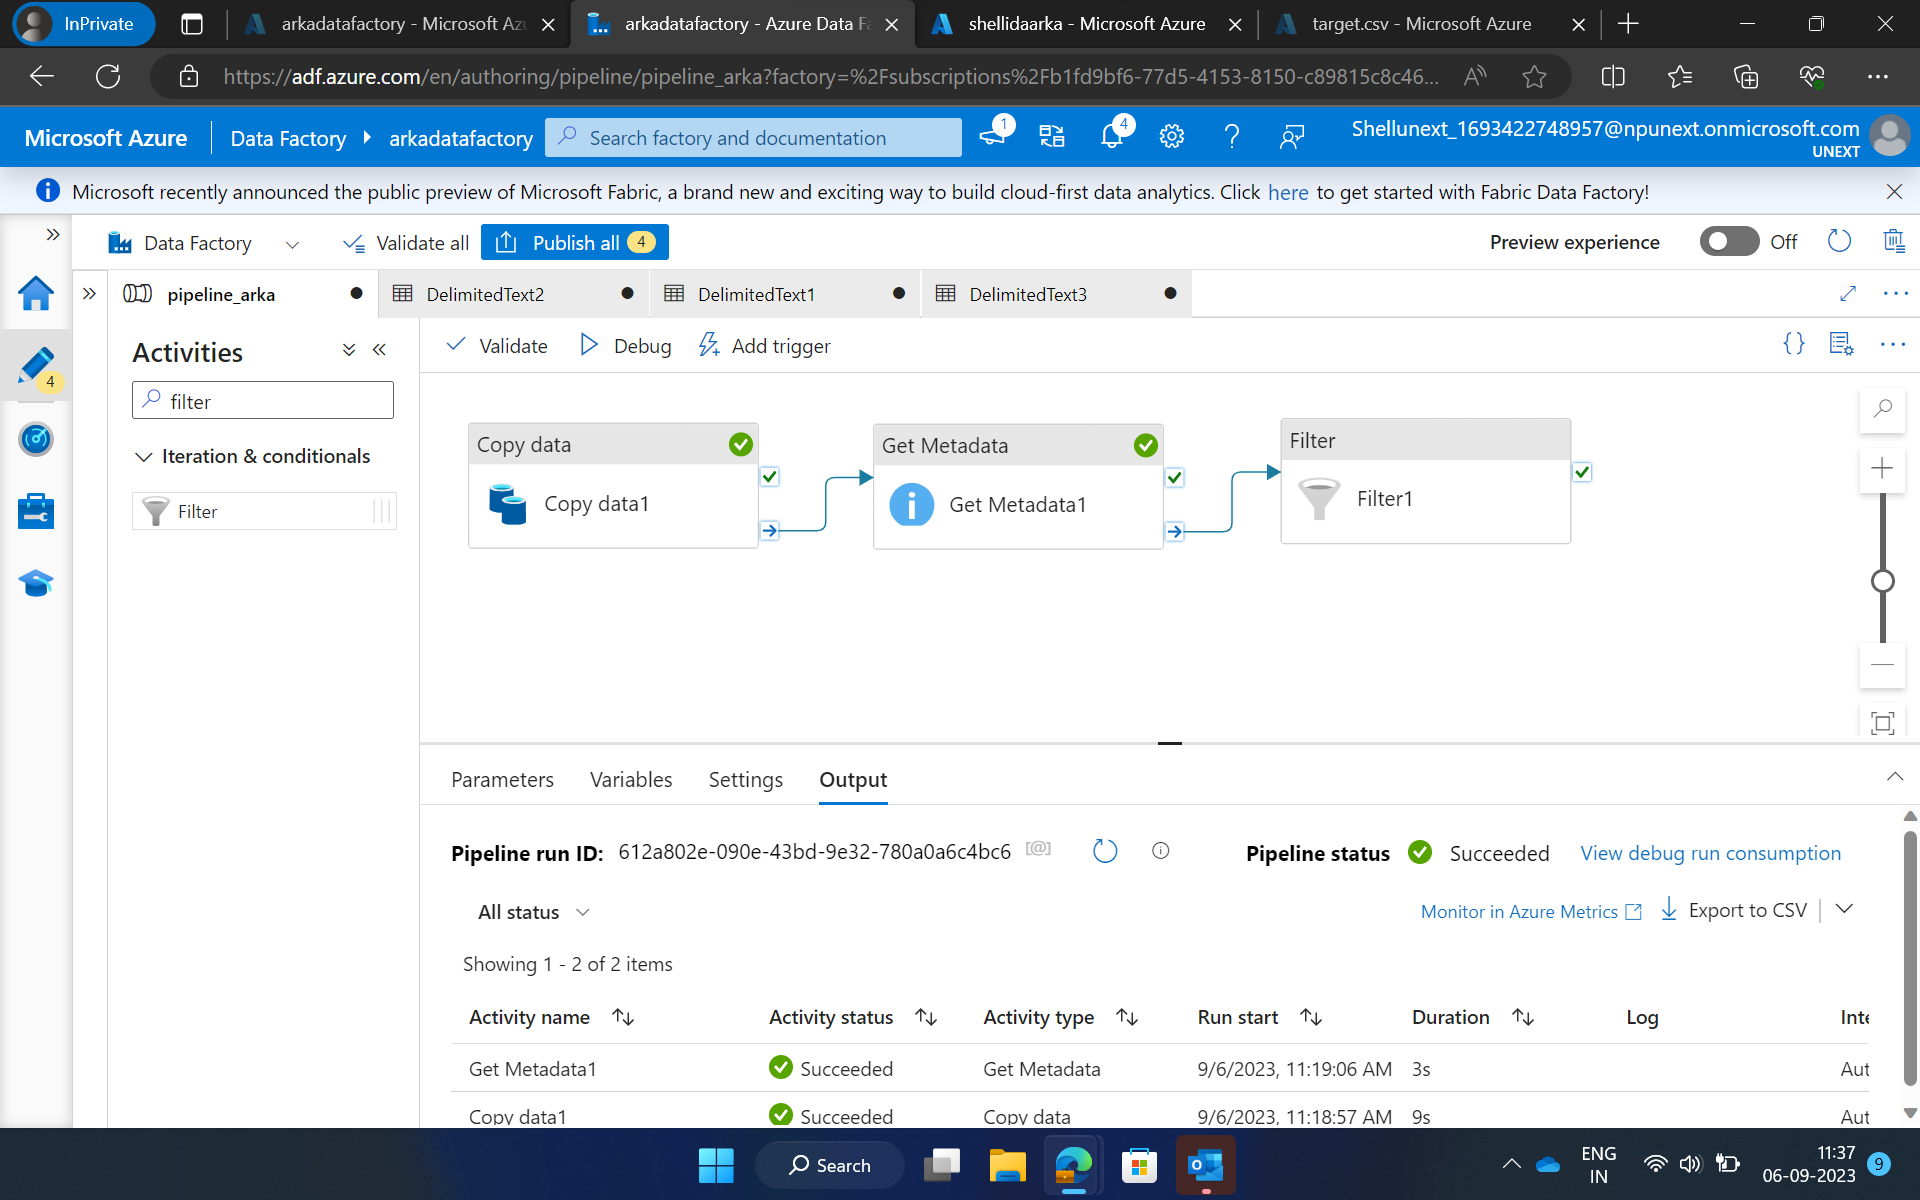 InPrivate
arkadatafactory - Microsoft Az
arkadatafactory - Azure Data Fa
shellidaarka - Microsoft Azure
target.csv - Microsoft Azure
https://adf.azure.com/en/authoring/pipeline/pipeline_arka?factory=%2Fsubscriptions%2Fb1fd9bf6-77d5-4153-8150-c89815c8c46...
Microsoft Azure
Data Factory
arkadatafactory
Search factory and documentation
1
4
Shellunext_1693422748957@npunext.onmicrosoft.com
UNEXT
Microsoft recently announced the public preview of Microsoft Fabric, a brand new and exciting way to build cloud-first data analytics. Click here to get started with Fabric Data Factory!
Data Factory
Validate all
Publish all 4
Preview experience
Off
pipeline_arka
DelimitedText2
DelimitedText1
DelimitedText3
4
Activities
filter
Iteration & conditionals
Filter
Validate
Debug
Add trigger
{}
Copy data
Copy data1
Get Metadata
Get Metadata1
Filter
Filter1
Parameters
Variables
Settings
Output
Pipeline run ID: 612a802e-090e-43bd-9e32-780a0a6c4bc6 [@]
Pipeline status Succeeded
View debug run consumption
All status
Monitor in Azure Metrics
Export to CSV
Showing 1 - 2 of 2 items
Activity name Activity status Activity type Run start Duration Log Inte
Get Metadata1 Succeeded Get Metadata 9/6/2023, 11:19:06 AM 3s Aut
Copy data1 Succeeded Copy data 9/6/2023, 11:18:57 AM 9s Aut
Search
ENG
IN
11:37
06-09-2023
9